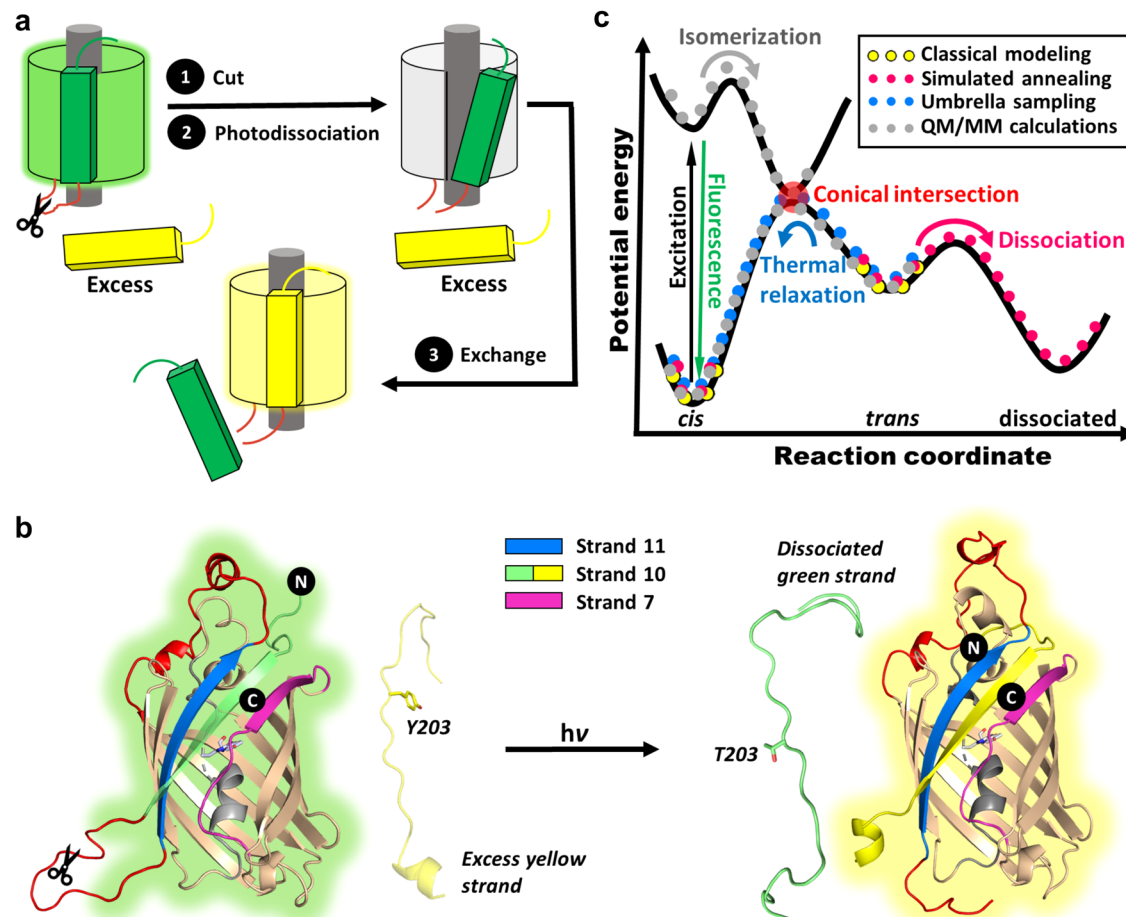 a
1 Cut
2 Photodissociation
Excess
Excess
3 Exchange
c
Isomerization
Classical modeling
Simulated annealing
Umbrella sampling
QM/MM calculations
Potential energy
Excitation
Fluorescence
Conical intersection
Thermal
relaxation
Dissociation
cis
trans
dissociated
Reaction coordinate
b
N
C
Y203
Excess yellow
strand
Strand 11
Strand 10
Strand 7
hν
Dissociated
green strand
T203
N
C